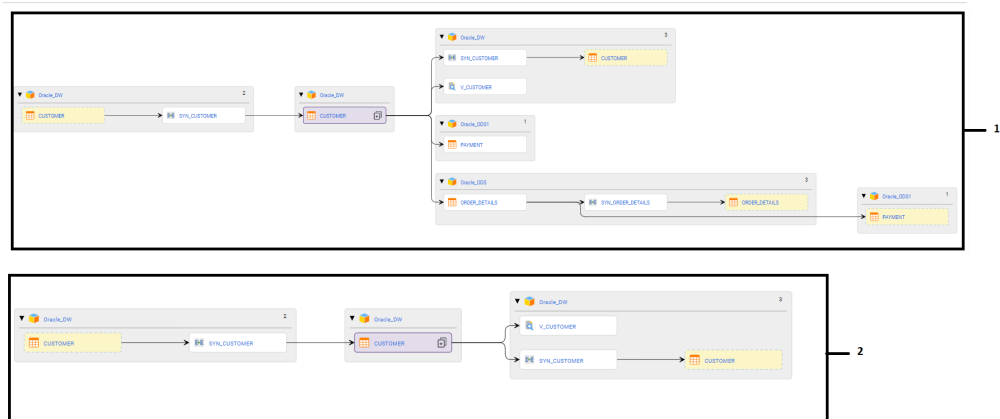 Oracle_DW 3
SYN_CUSTOMER CUSTOMER
V_CUSTOMER
Oracle_DW 2
CUSTOMER SYN_CUSTOMER
Oracle_DW
CUSTOMER
Oracle_ODS1 1
PAYMENT
1
Oracle_ODS 3
ORDER_DETAILS SYN_ORDER_DETAILS ORDER_DETAILS
Oracle_ODS1 1
PAYMENT
Oracle_DW 2
CUSTOMER SYN_CUSTOMER
Oracle_DW
CUSTOMER
Oracle_DW 3
V_CUSTOMER
SYN_CUSTOMER CUSTOMER
2